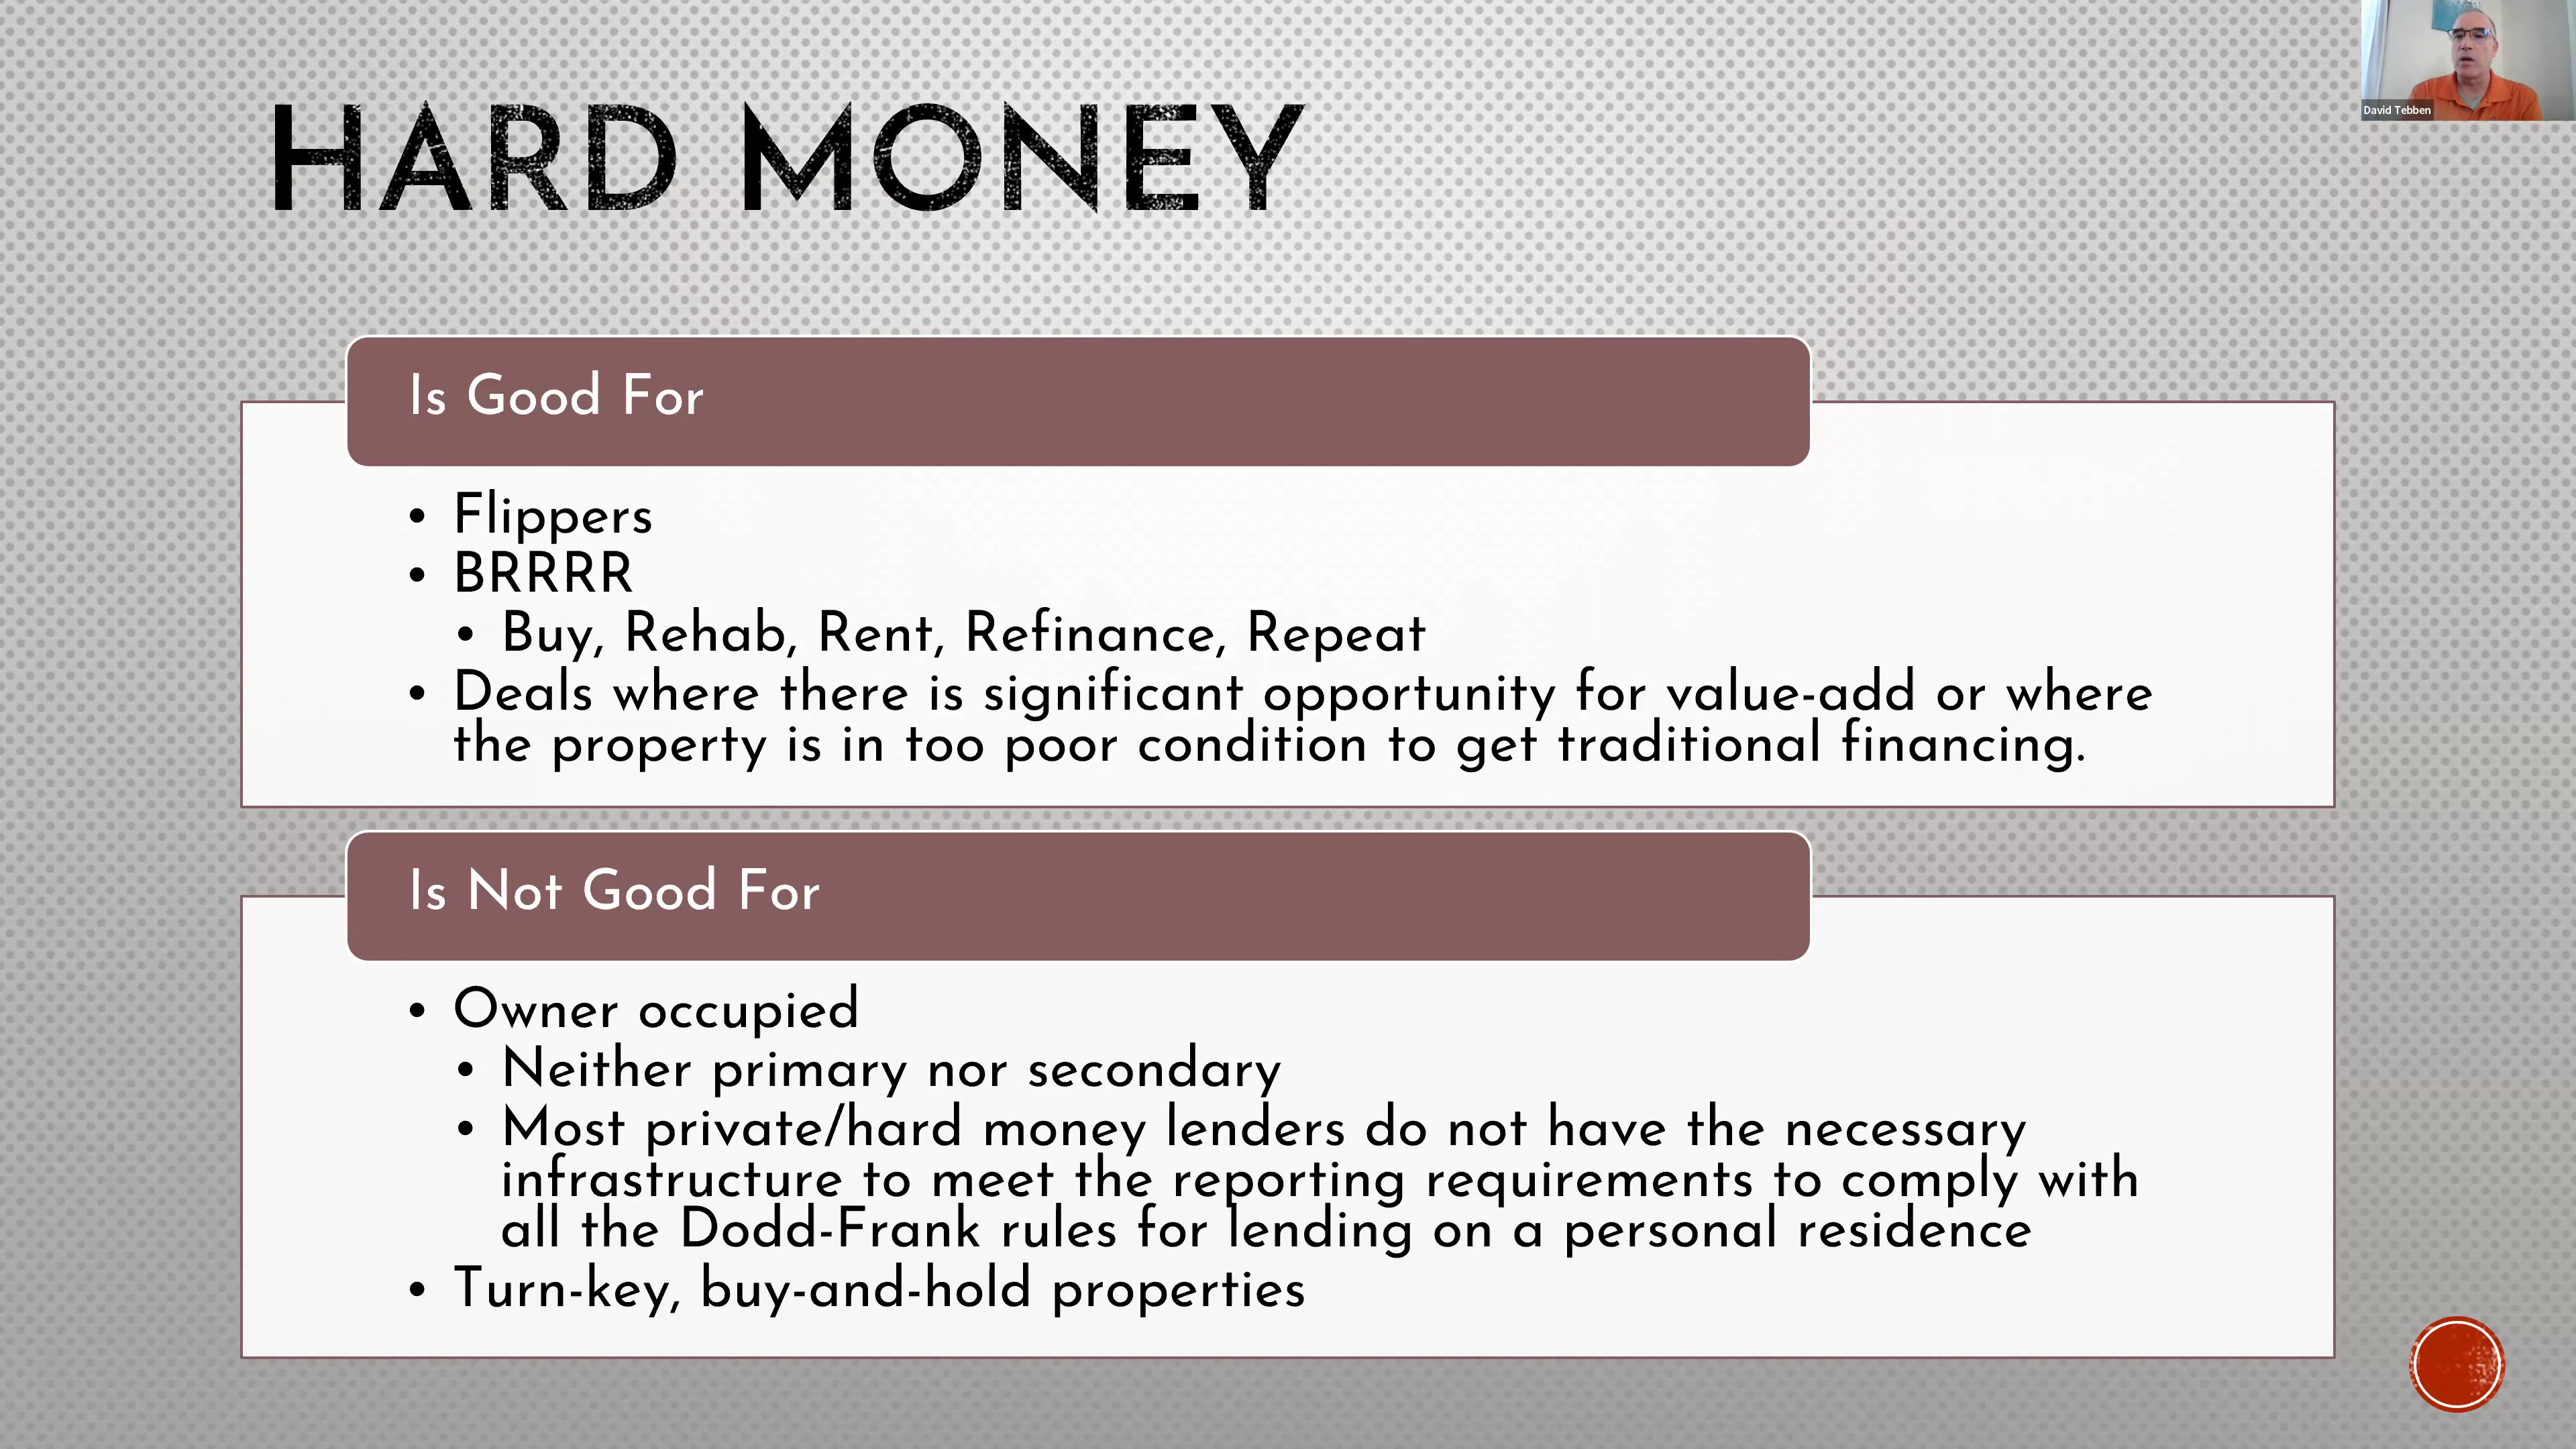 HARD MONEY
David Tebben
Is Good For
• Flippers
• BRRRR
• Buy, Rehab, Rent, Refinance, Repeat
• Deals where there is significant opportunity for value-add or where
the property is in too poor condition to get traditional financing.
Is Not Good For
• Owner occupied
• Neither primary nor secondary
• Most private/hard money lenders do not have the necessary
infrastructure to meet the reporting requirements to comply with
all the Dodd-Frank rules for lending on a personal residence
• Turn-key, buy-and-hold properties